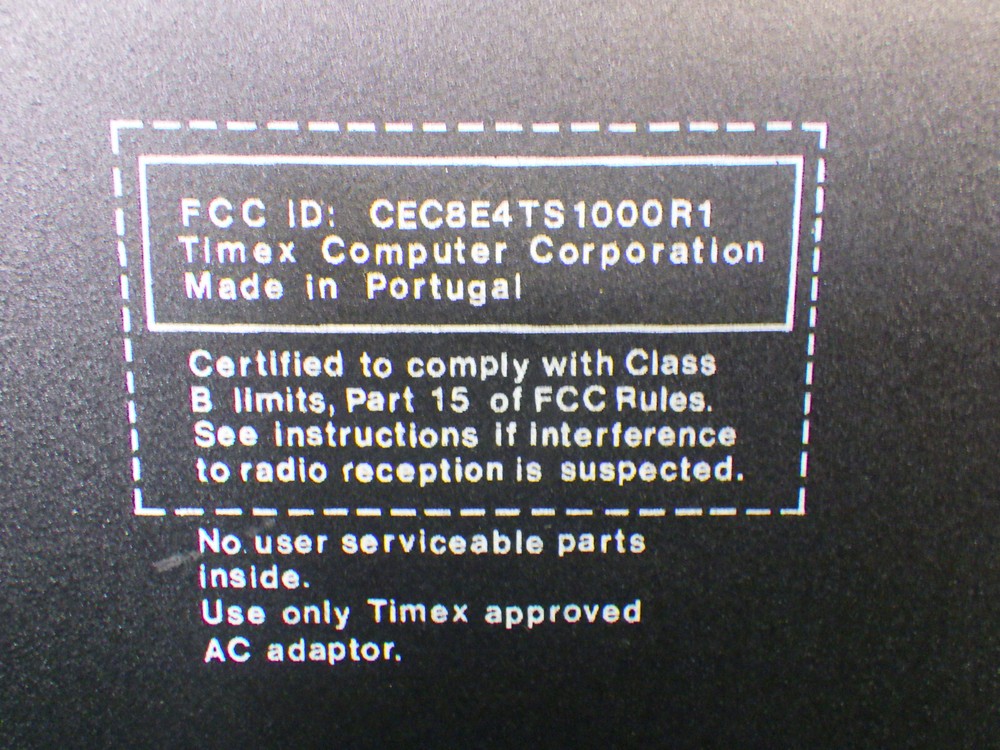 FCC ID: CEC8E4TS1000R1
Timex Computer Corporation
Made in Portugal
Certified to comply with Class
B limits, Part 15 of FCC Rules.
See instructions if interference
to radio reception is suspected.
No user serviceable parts
inside.
Use only Timex approved
AC adaptor.